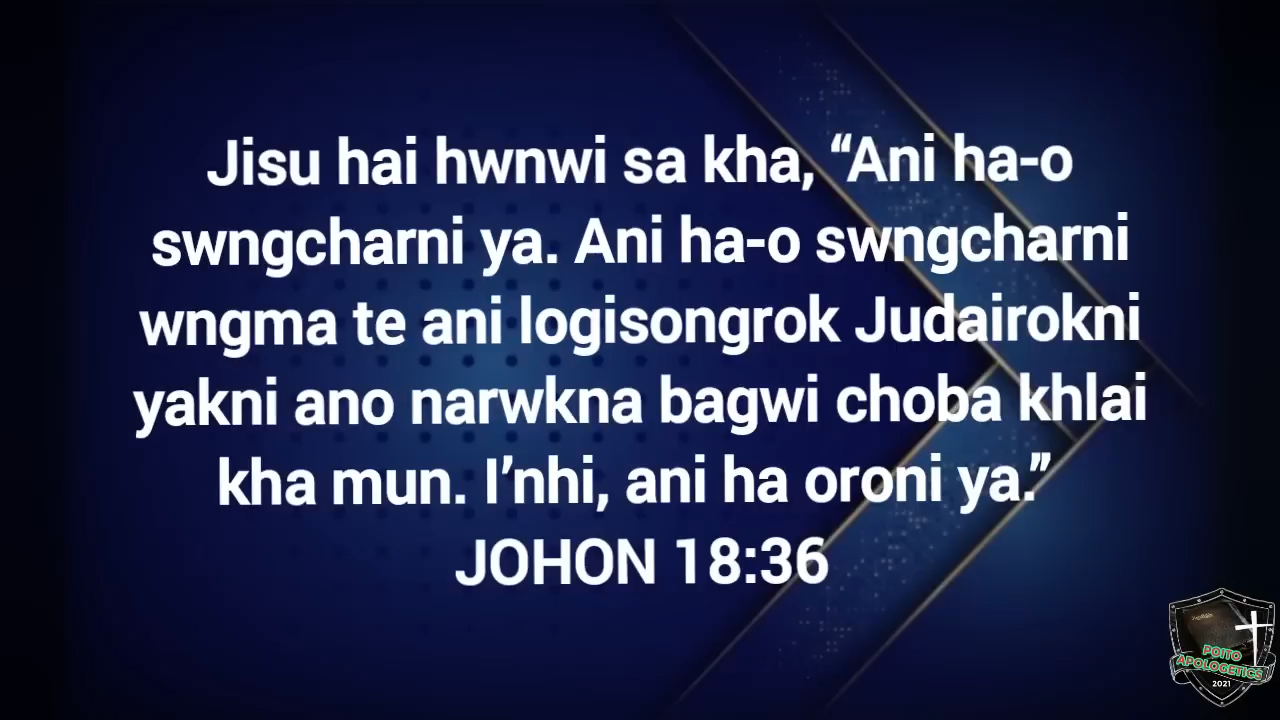 Jisu hai hwnwi sa kha, “Ani ha-o
swngcharni ya. Ani ha-o swngcharni
wngma te ani logisongrok Judairokni
yakni ano narwkna bagwi choba khlai
kha mun. I’nhi, ani ha oroni ya.”
JOHON 18:36
POITO
APOLOGETICS
2021